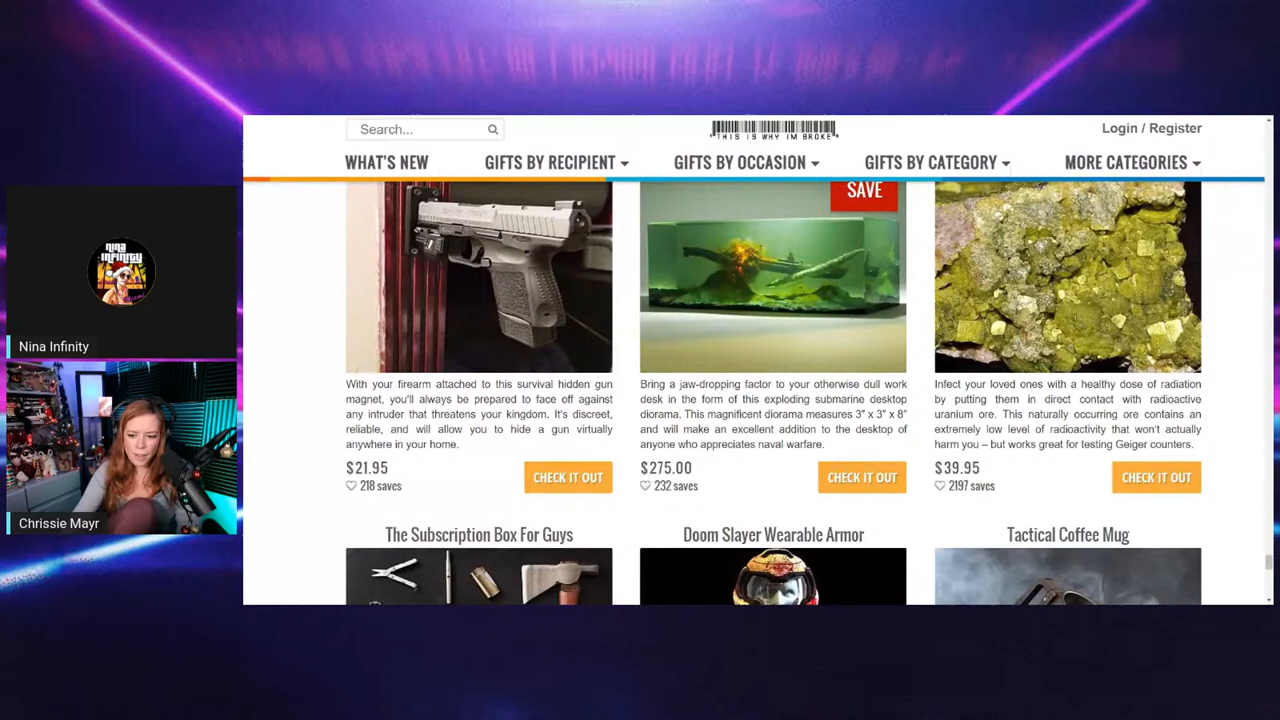 Search...
"THIS IS WHY IM BROKE"
Login / Register
WHAT'S NEW
GIFTS BY RECIPIENT
GIFTS BY OCCASION
GIFTS BY CATEGORY
MORE CATEGORIES
SAVE
With your firearm attached to this survival hidden gun
magnet, you'll always be prepared to face off against
any intruder that threatens your kingdom. It's discreet,
reliable, and will allow you to hide a gun virtually
anywhere in your home.
$21.95
218 saves
CHECK IT OUT
Bring a jaw-dropping factor to your otherwise dull work
desk in the form of this exploding submarine desktop
diorama. This magnificent diorama measures 3" x 3" x 8"
and will make an excellent addition to the desktop of
anyone who appreciates naval warfare.
$275.00
232 saves
CHECK IT OUT
Infect your loved ones with a healthy dose of radiation
by putting them in direct contact with radioactive
uranium ore. This naturally occurring ore contains an
extremely low level of radioactivity that won't actually
harm you – but works great for testing Geiger counters.
$39.95
2197 saves
CHECK IT OUT
The Subscription Box For Guys
Doom Slayer Wearable Armor
Tactical Coffee Mug
nina
infinity
Nina Infinity
Chrissie Mayr